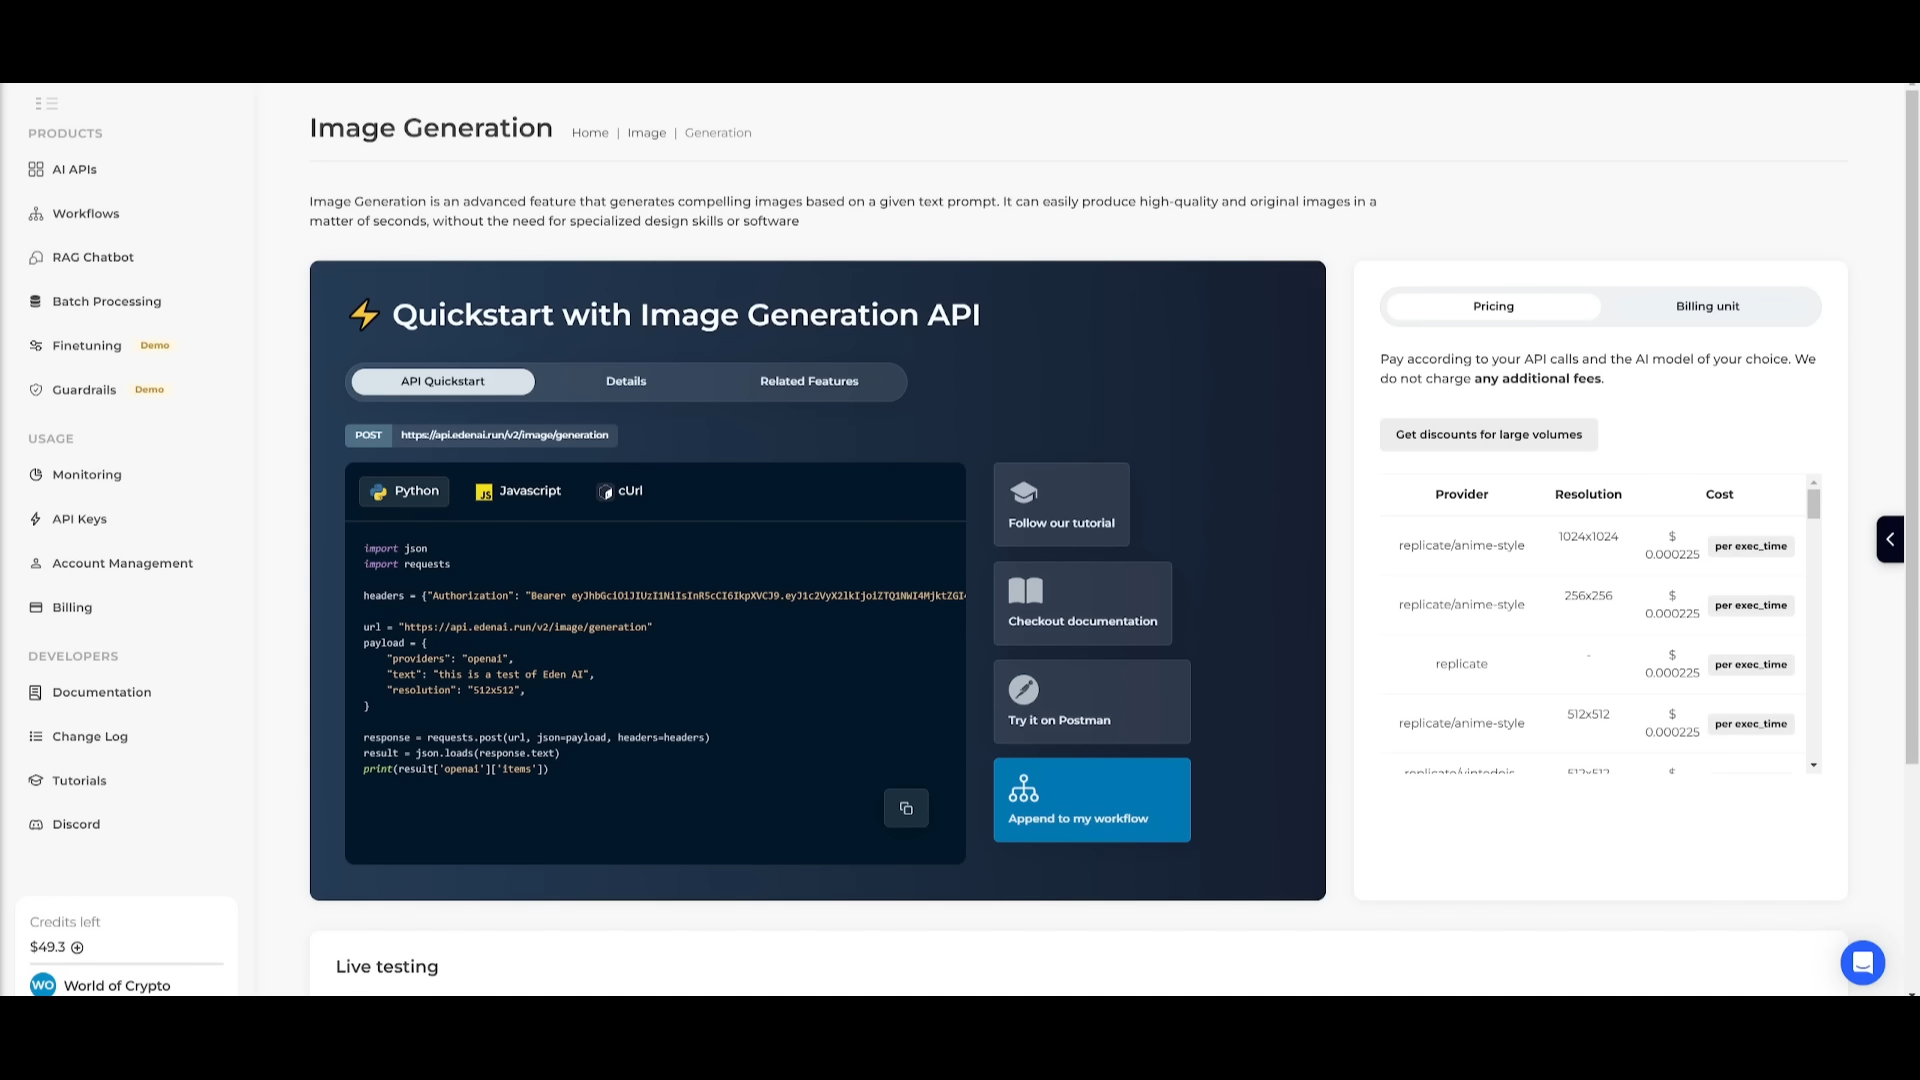 PRODUCTS
AI APIs
Workflows
RAG Chatbot
Batch Processing
Finetuning Demo
Guardrails Demo
USAGE
Monitoring
API Keys
Account Management
Billing
DEVELOPERS
Documentation
Change Log
Tutorials
Discord
Credits left
$49.3
WO World of Crypto
Image Generation Home | Image | Generation
Image Generation is an advanced feature that generates compelling images based on a given text prompt. It can easily produce high-quality and original images in a
matter of seconds, without the need for specialized design skills or software
Quickstart with Image Generation API
API Quickstart Details Related Features
POST https://api.edenai.run/v2/image/generation
Python JS Javascript cUrl
import json
import requests
headers = {"Authorization": "Bearer
url = "https://api.edenai.run/v2/image/generation"
payload = {
"providers": "openai",
"text": "this is a test of Eden AI",
"resolution": "512x512",
}
response = requests.post(url, json=payload, headers=headers)
result = json.loads(response.text)
print(result['openai']['items'])
Follow our tutorial
Checkout documentation
Try it on Postman
Append to my workflow
Pricing Billing unit
Pay according to your API calls and the AI model of your choice. We
do not charge any additional fees.
Get discounts for large volumes
Provider Resolution Cost
replicate/anime-style 1024x1024 $ 0.000225 per exec_time
replicate/anime-style 256x256 $ 0.000225 per exec_time
replicate - $ 0.000225 per exec_time
replicate/anime-style 512x512 $ 0.000225 per exec_time
512x512 $
Live testing